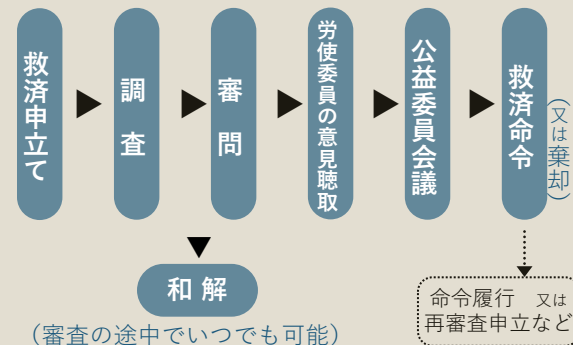 救済申立て
調査
審問
労使委員の意見聴取
公益委員会議
救済命令
（又は棄却）
和解
（審査の途中でいつでも可能）
命令履行 又は
再審査申立など